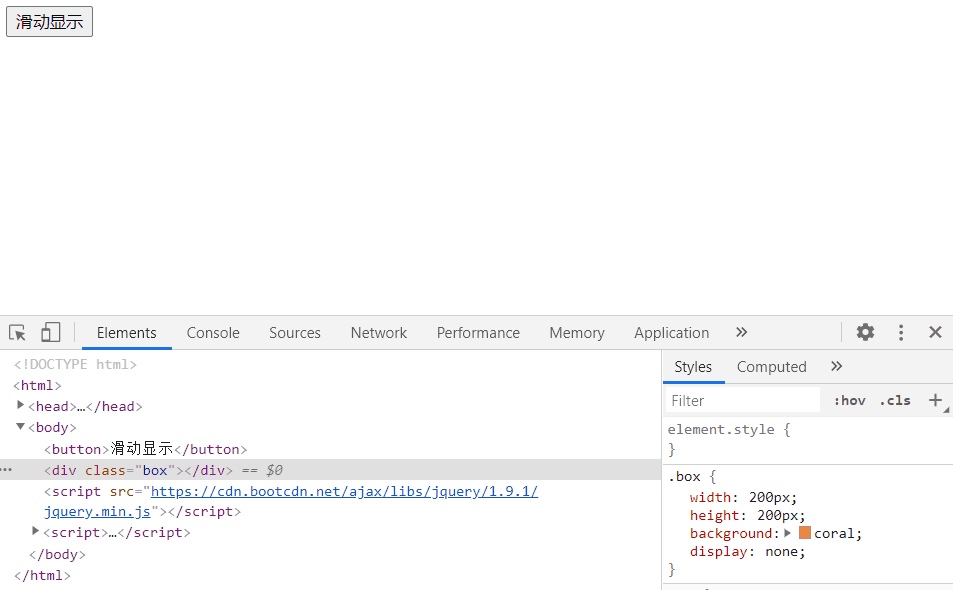 滑动显示
Elements Console Sources Network Performance Memory Application »
<!DOCTYPE html>
<html>
▶<head>…</head>
▼<body>
<button>滑动显示</button>
··· <div class="box"></div> == $0
<script src="https://cdn.bootcdn.net/ajax/libs/jquery/1.9.1/
jquery.min.js"></script>
▶<script>…</script>
</body>
</html>
Styles Computed »
Filter :hov .cls +
element.style {
}
.box {
width: 200px;
height: 200px;
background:▶ coral;
display: none;
}